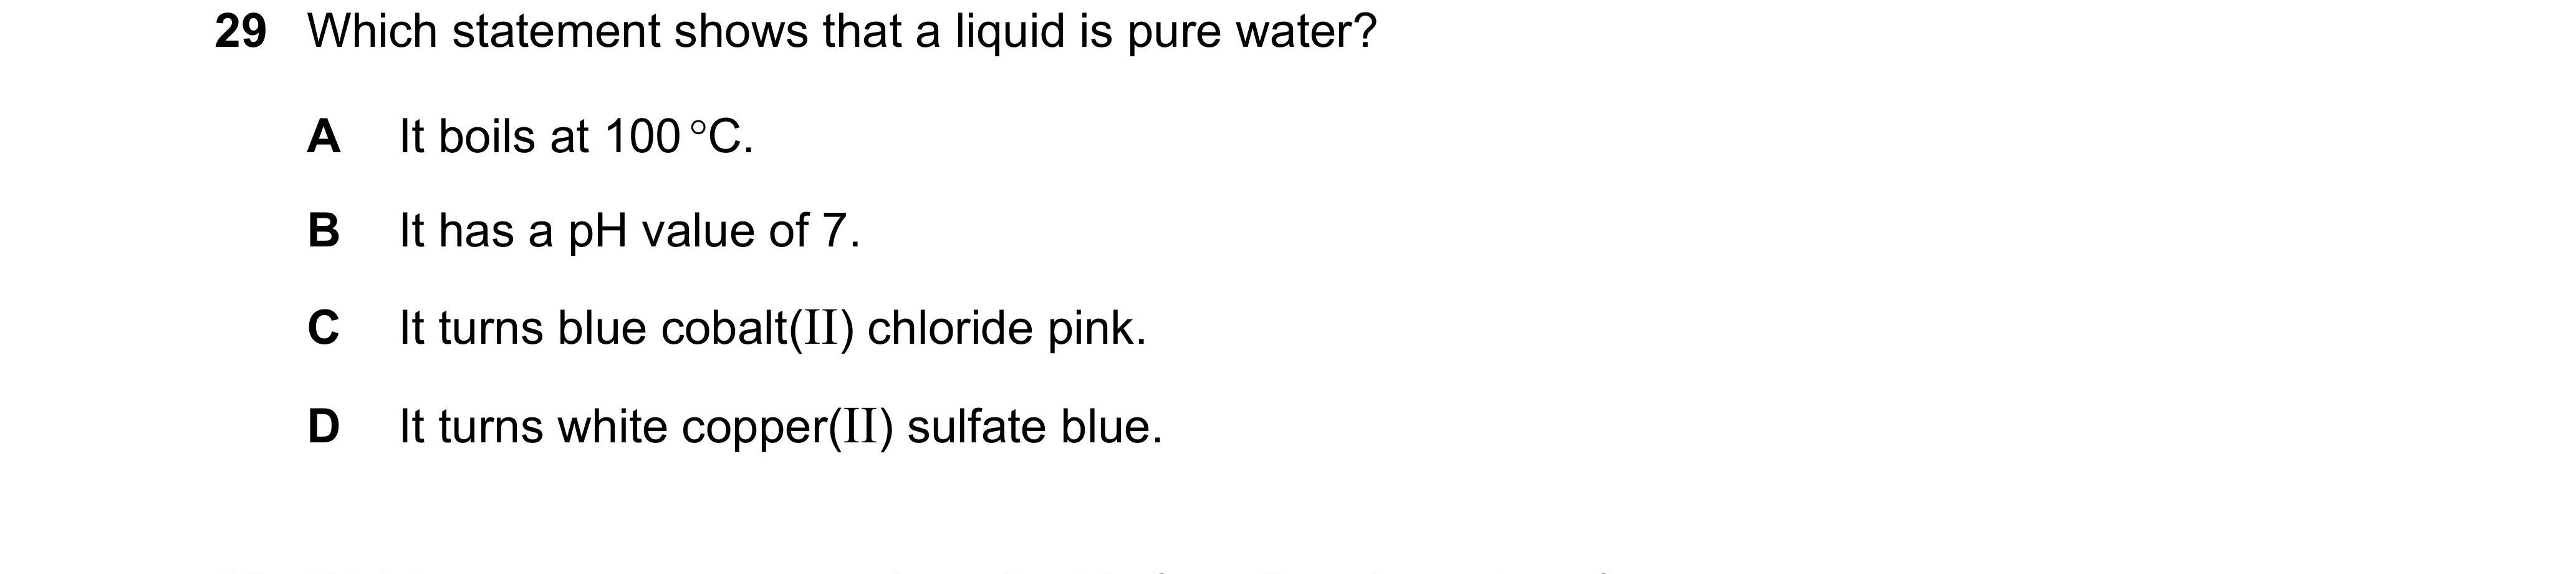 29 Which statement shows that a liquid is pure water?
A It boils at 100 °C.
B It has a pH value of 7.
C It turns blue cobalt(II) chloride pink.
D It turns white copper(II) sulfate blue.